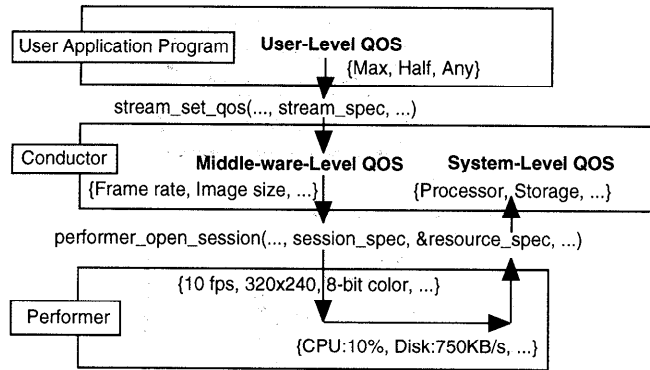 User Application Program
User-Level QOS
{Max, Half, Any}
stream_set_qos(..., stream_spec, ...)
Conductor
Middle-ware-Level QOS
System-Level QOS
{Frame rate, Image size, ...}
{Processor, Storage, ...}
performer_open_session(..., session_spec, &resource_spec, ...)
{10 fps, 320x240, 8-bit color, ...}
Performer
{CPU:10%, Disk:750KB/s, ...}